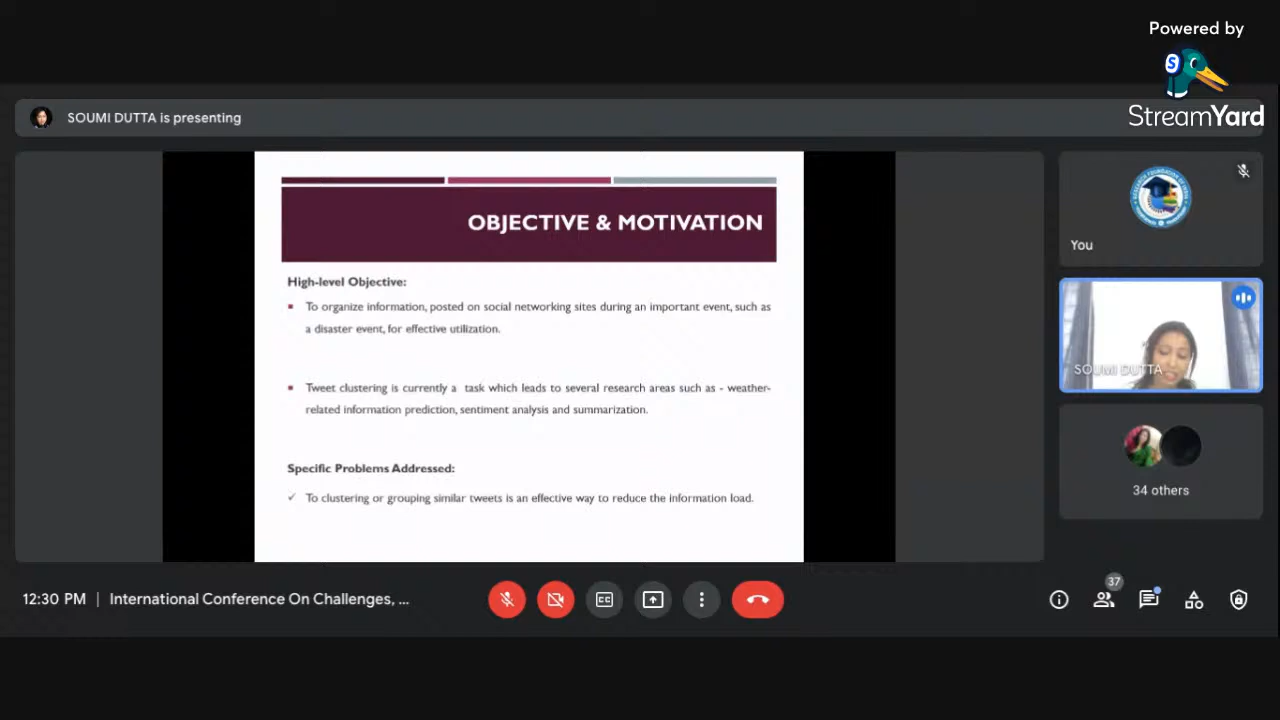 Powered by
StreamYard
SOUMI DUTTA is presenting
OBJECTIVE & MOTIVATION
High-level Objective:
To organize information, posted on social networking sites during an important event, such as
a disaster event, for effective utilization.
Tweet clustering is currently a task which leads to several research areas such as - weather-
related information prediction, sentiment analysis and summarization.
Specific Problems Addressed:
To clustering or grouping similar tweets is an effective way to reduce the information load.
You
SOUMI DUTTA
34 others
12:30 PM | International Conference On Challenges, ...
CC
37